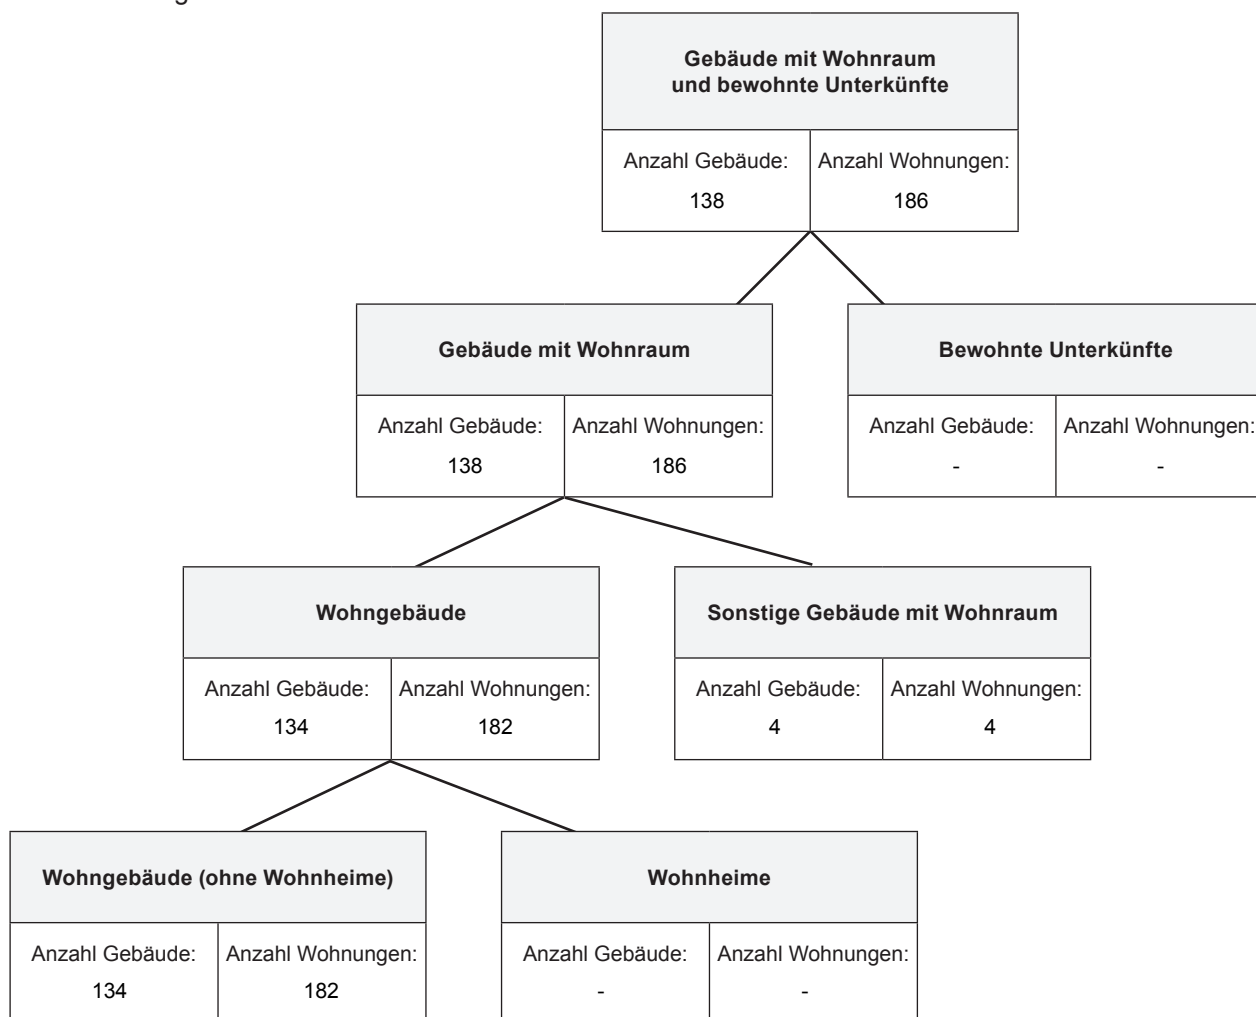 Gebäude mit Wohnraum
und bewohnte Unterkünfte
Anzahl Gebäude: Anzahl Wohnungen:
138 186
Gebäude mit Wohnraum
Bewohnte Unterkünfte
Anzahl Gebäude: Anzahl Wohnungen:
138 186
Anzahl Gebäude: Anzahl Wohnungen:
- -
Wohngebäude
Sonstige Gebäude mit Wohnraum
Anzahl Gebäude: Anzahl Wohnungen:
134 182
Anzahl Gebäude: Anzahl Wohnungen:
4 4
Wohngebäude (ohne Wohnheime)
Wohnheime
Anzahl Gebäude: Anzahl Wohnungen:
134 182
Anzahl Gebäude: Anzahl Wohnungen:
- -